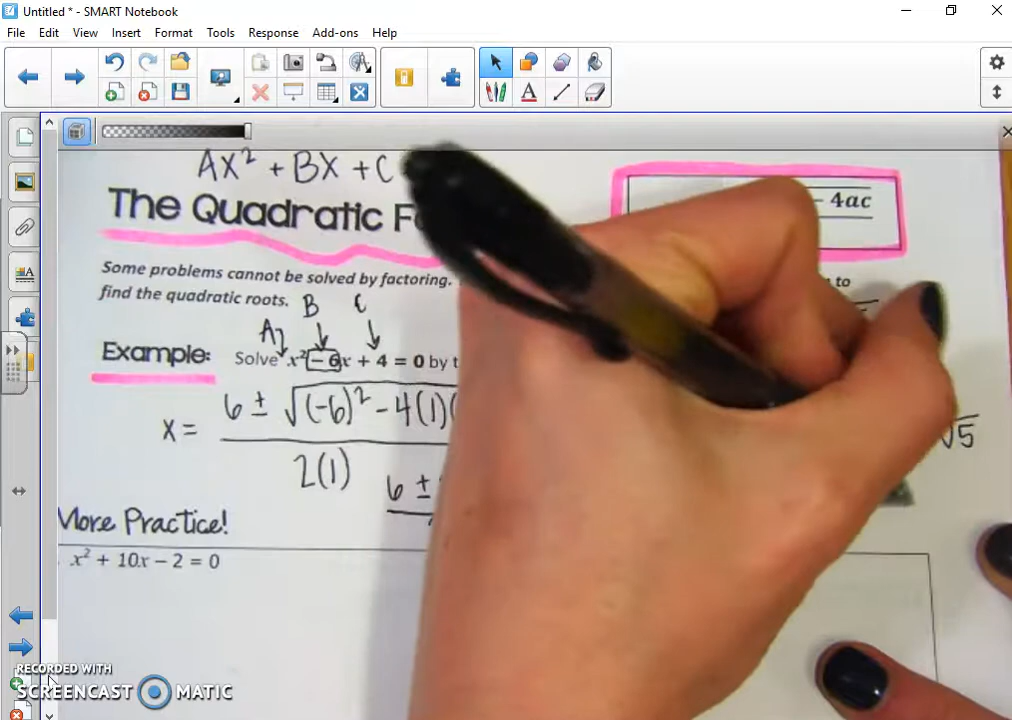 Untitled * - SMART Notebook
File Edit View Insert Format Tools Response Add-ons Help
AX² + BX + C
The Quadratic
- 4ac
Some problems cannot be solved by factoring.
to
find the quadratic roots.
B C
A
Example: Solve x² - 6x + 4 = 0 by
x = 6 ± √(-6)² - 4(1)(
2(1)
√5
6 ±
More Practice!
x² + 10x - 2 = 0
RECORDED WITH
SCREENCAST MATIC